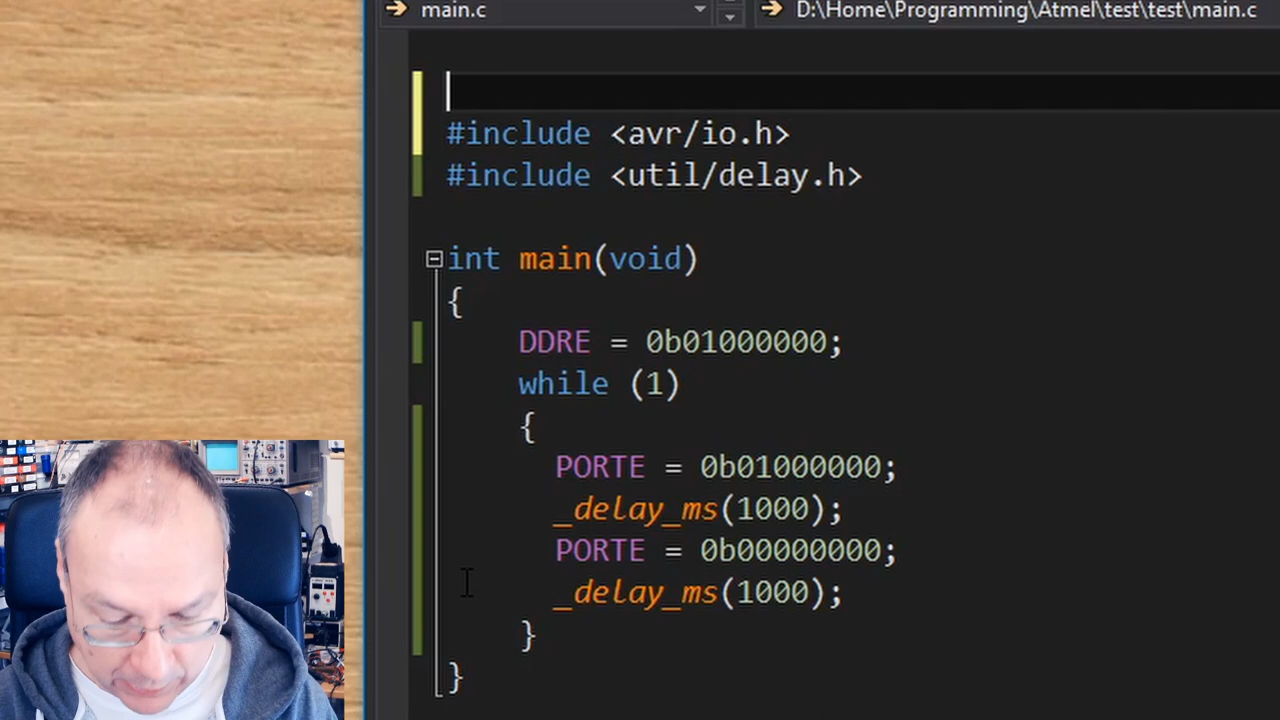 main.c
D:\Home\Programming\Atmel\test\test\main.c
#include <avr/io.h>
#include <util/delay.h>
int main(void)
{
DDRE = 0b01000000;
while (1)
{
PORTE = 0b01000000;
_delay_ms(1000);
PORTE = 0b00000000;
_delay_ms(1000);
}
}